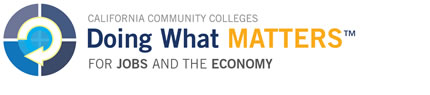 CALIFORNIA COMMUNITY COLLEGES
Doing What MATTERS™
FOR JOBS AND THE ECONOMY